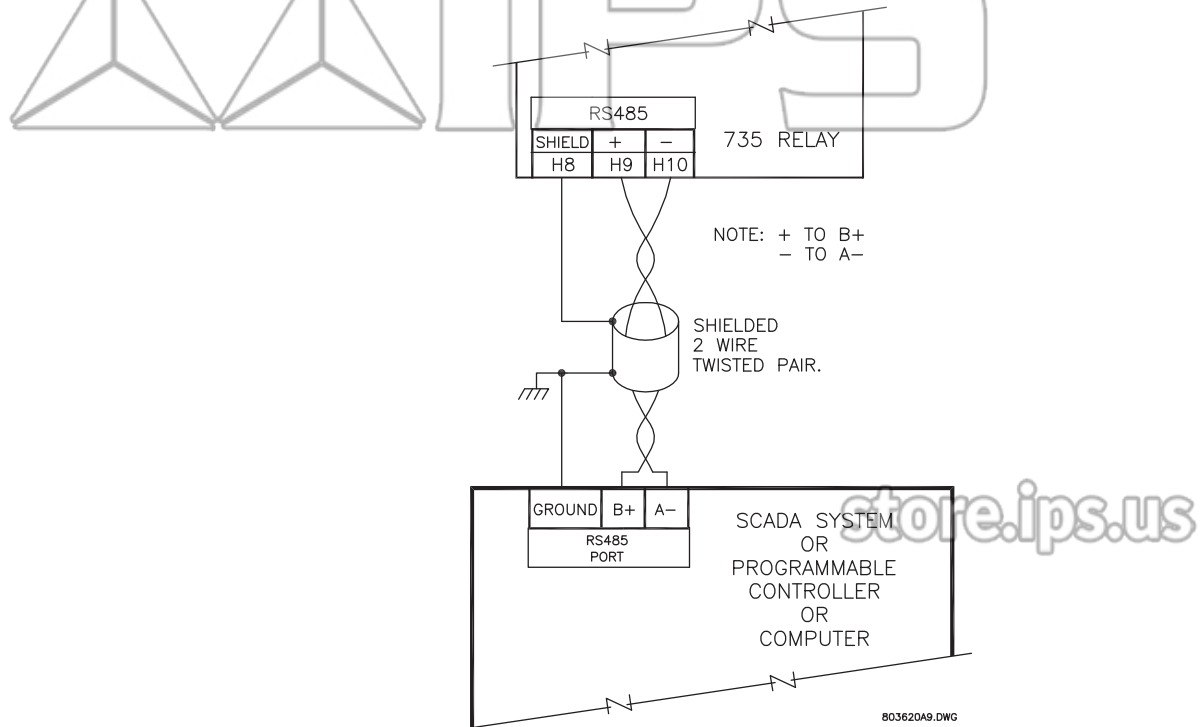 IPS
RS485
SHIELD + −
H8 H9 H10
735 RELAY
NOTE: + TO B+
− TO A−
SHIELDED
2 WIRE
TWISTED PAIR.
GROUND B+ A−
RS485
PORT
SCADA SYSTEM
OR
PROGRAMMABLE
CONTROLLER
OR
COMPUTER
store.ips.us
803620A9.DWG